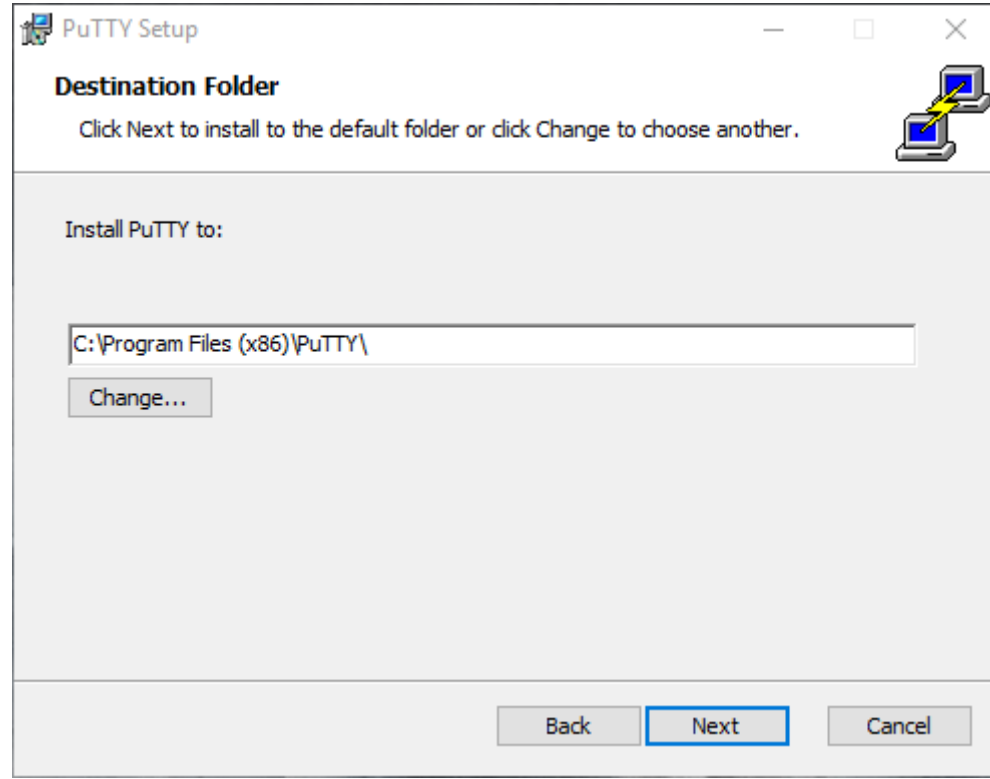 PuTTY Setup
Destination Folder
Click Next to install to the default folder or click Change to choose another.
Install PuTTY to:
C:\Program Files (x86)\PuTTY\
Change...
Back Next Cancel